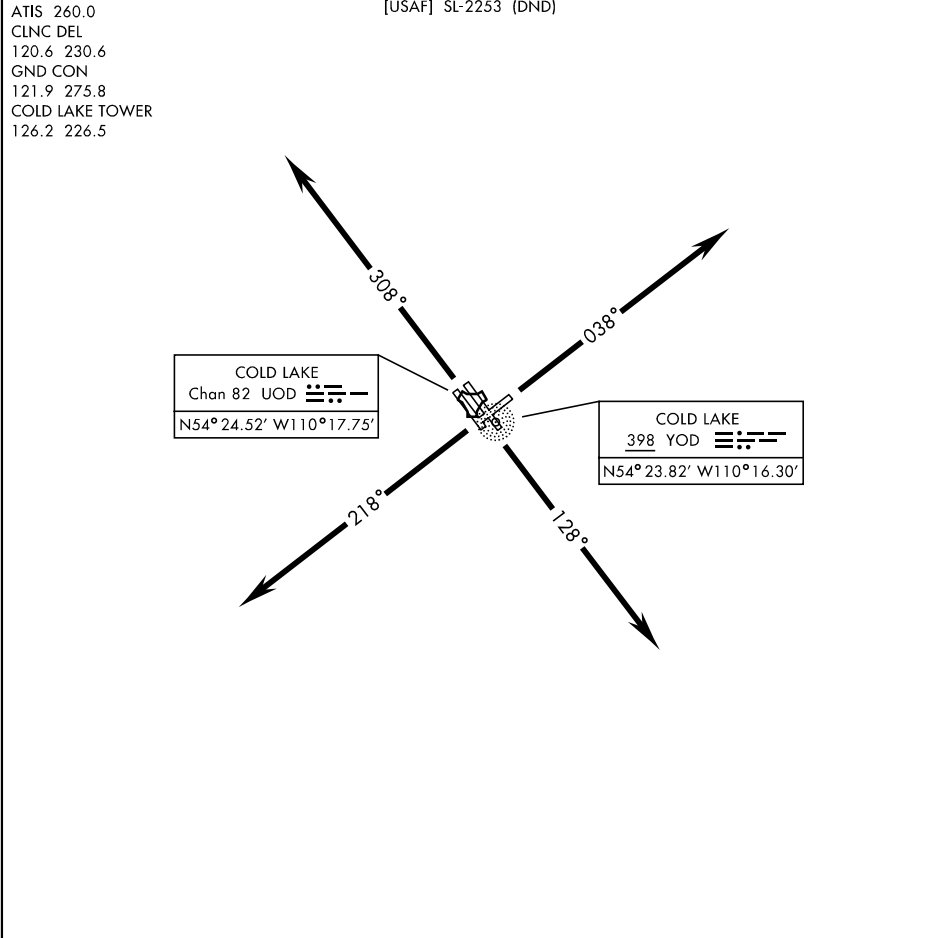 ATIS 260.0
CLNC DEL
120.6 230.6
GND CON
121.9 275.8
COLD LAKE TOWER
126.2 226.5
[USAF] SL-2253 (DND)
308°
038°
COLD LAKE
Chan 82 UOD
N54° 24.52’ W110° 17.75’
COLD LAKE
398 YOD
N54° 23.82’ W110° 16.30’
218°
128°